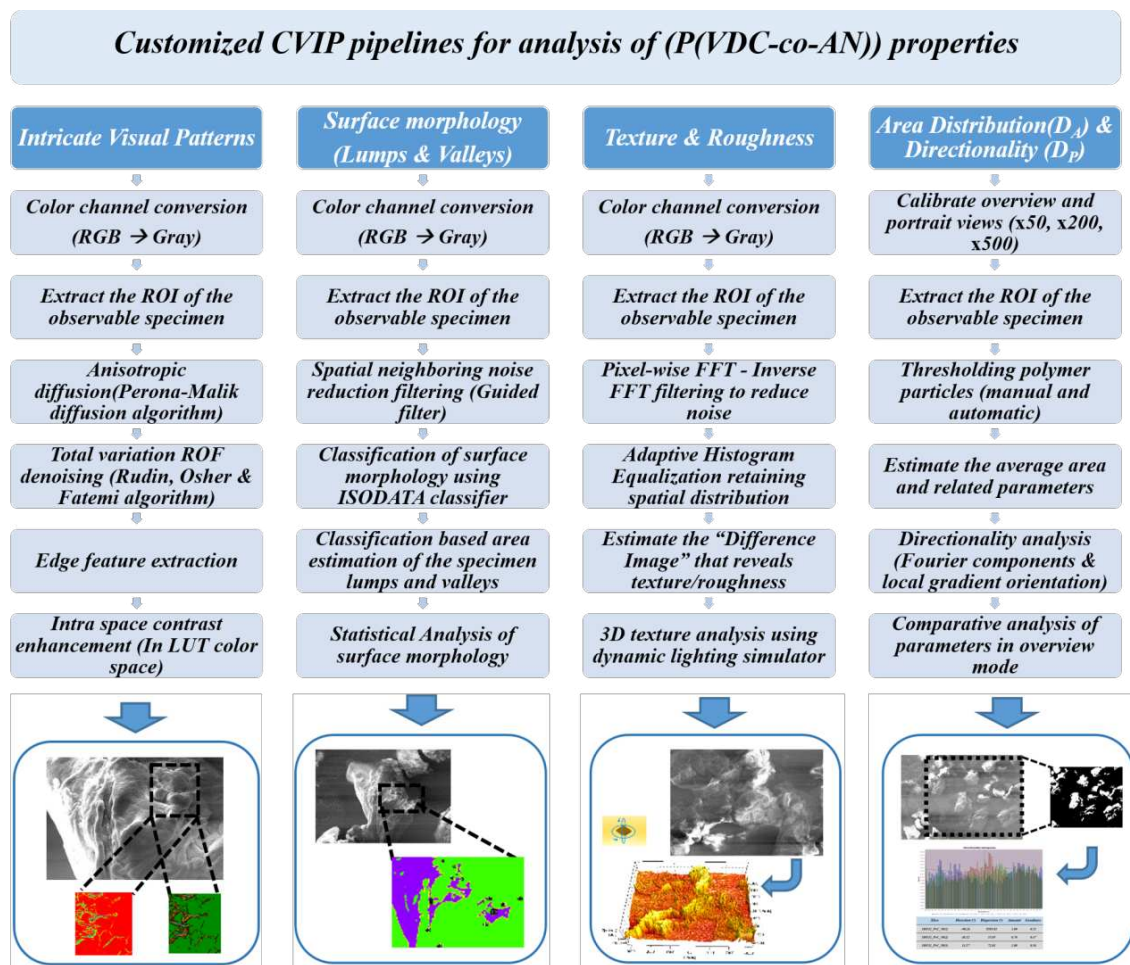 Customized CVIP pipelines for analysis of (P(VDC-co-AN)) properties
Intricate Visual Patterns
Color channel conversion
(RGB → Gray)
Extract the ROI of the
observable specimen
Anisotropic
diffusion(Perona-Malik
diffusion algorithm)
Total variation ROF
denoising (Rudin, Osher &
Fatemi algorithm)
Edge feature extraction
Intra space contrast
enhancement (In LUT color
space)
Surface morphology
(Lumps & Valleys)
Color channel conversion
(RGB → Gray)
Extract the ROI of the
observable specimen
Spatial neighboring noise
reduction filtering (Guided
filter)
Classification of surface
morphology using
ISODATA classifier
Classification based area
estimation of the specimen
lumps and valleys
Statistical Analysis of
surface morphology
Texture & Roughness
Color channel conversion
(RGB → Gray)
Extract the ROI of the
observable specimen
Pixel-wise FFT - Inverse
FFT filtering to reduce
noise
Adaptive Histogram
Equalization retaining
spatial distribution
Estimate the “Difference
Image” that reveals
texture/roughness
3D texture analysis using
dynamic lighting simulator
Area Distribution(DA) &
Directionality (DP)
Calibrate overview and
portrait views (x50, x200,
x500)
Extract the ROI of the
observable specimen
Thresholding polymer
particles (manual and
automatic)
Estimate the average area
and related parameters
Directionality analysis
(Fourier components &
local gradient orientation)
Comparative analysis of
parameters in overview
mode